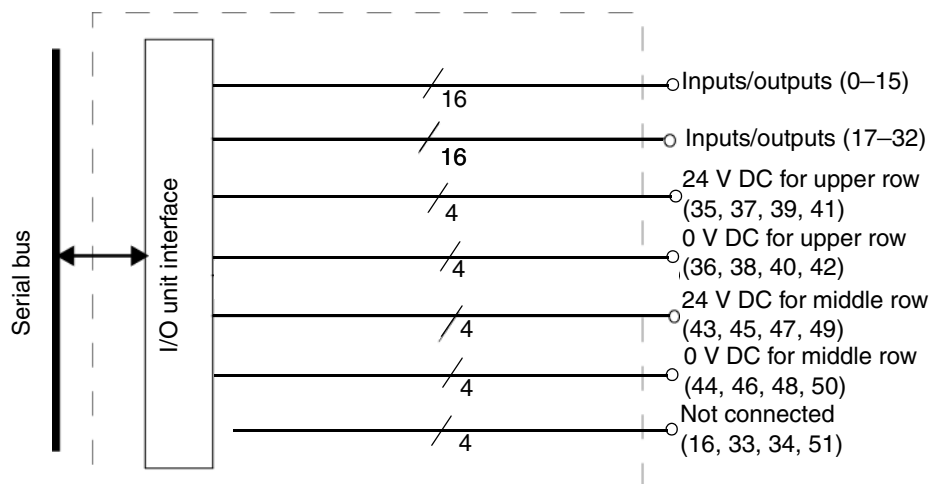 Inputs/outputs (0–15)
16
Inputs/outputs (17–32)
16
24 V DC for upper row
(35, 37, 39, 41)
4
0 V DC for upper row
(36, 38, 40, 42)
4
24 V DC for middle row
(43, 45, 47, 49)
4
0 V DC for middle row
(44, 46, 48, 50)
4
Not connected
(16, 33, 34, 51)
4
Serial bus
I/O unit interface